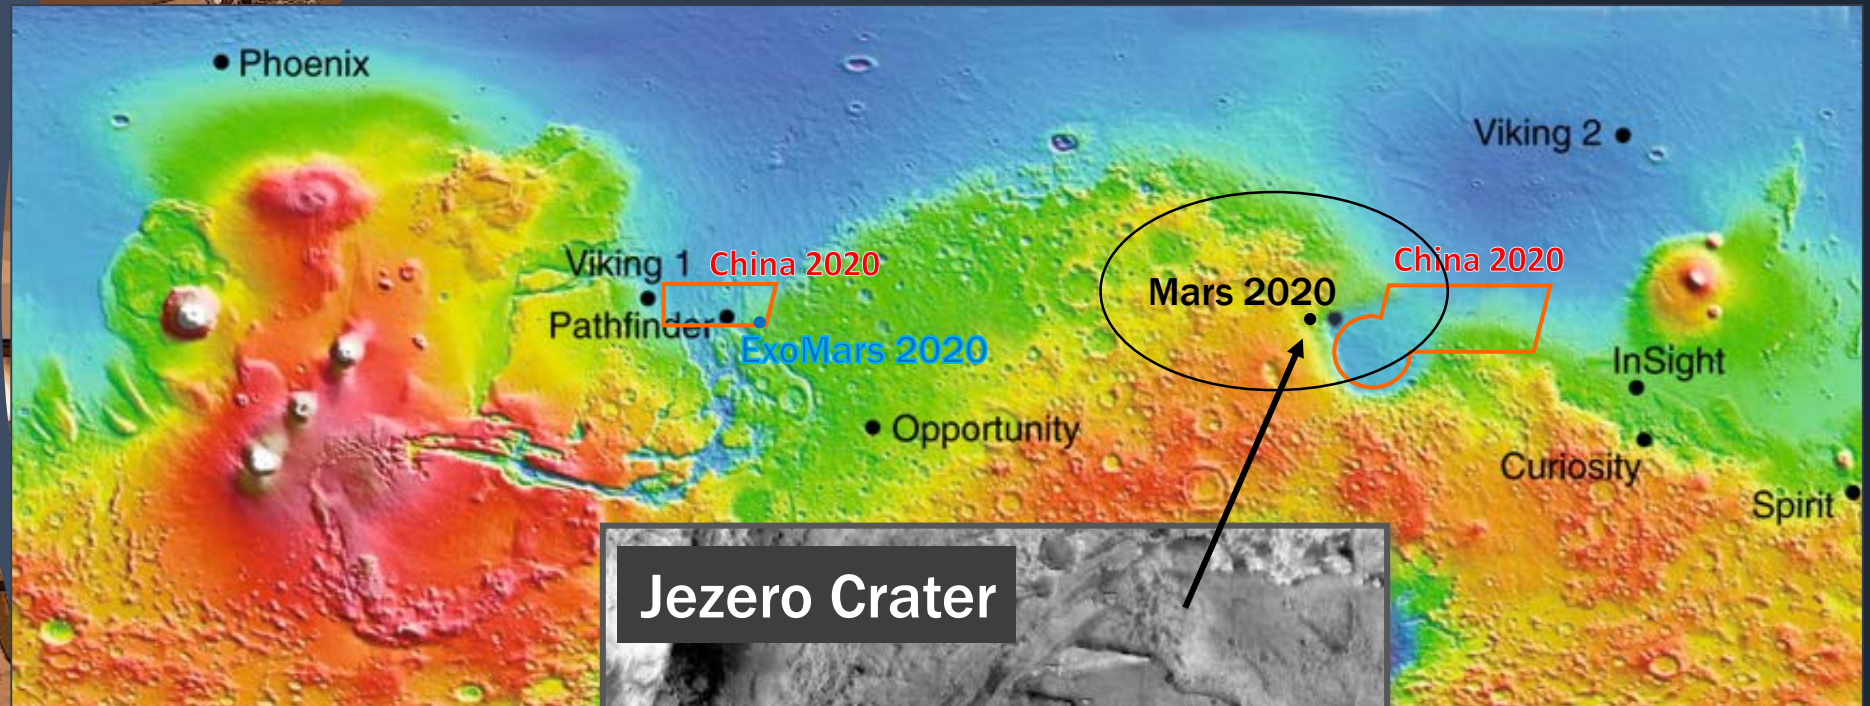 Phoenix
Viking 2
Viking 1
China 2020
China 2020
Mars 2020
Pathfinder
ExoMars 2020
InSight
Opportunity
Curiosity
Spirit
Jezero Crater